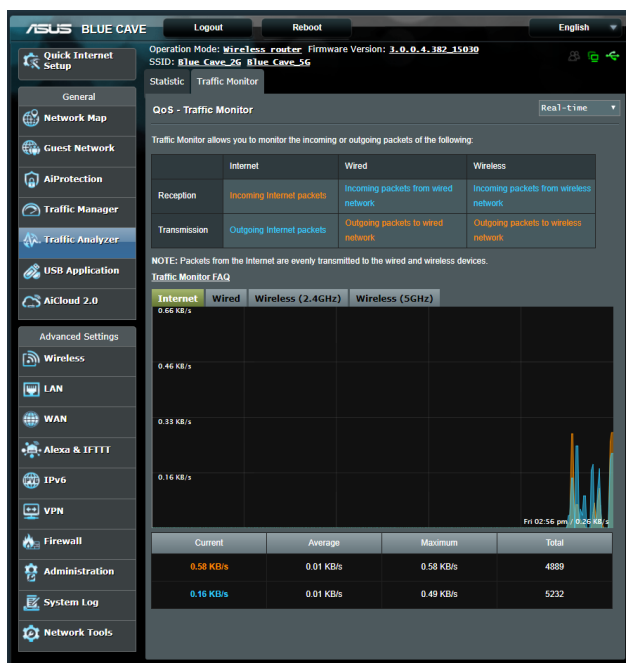 ASUS BLUE CAVE
Logout
Reboot
English
Quick Internet
Setup
General
Network Map
Guest Network
AiProtection
Traffic Manager
Traffic Analyzer
USB Application
AiCloud 2.0
Advanced Settings
Wireless
LAN
WAN
Alexa & IFTTT
IPv6
VPN
Firewall
Administration
System Log
Network Tools
Operation Mode: Wireless router Firmware Version: 3.0.0.4.382_15030
SSID: Blue Cave_2G Blue Cave_5G
Statistic
Traffic Monitor
QoS - Traffic Monitor
Real-time
Traffic Monitor allows you to monitor the incoming or outgoing packets of the following:
Internet
Wired
Wireless
Reception
Incoming Internet packets
Incoming packets from wired
network
Incoming packets from wireless
network
Transmission
Outgoing Internet packets
Outgoing packets to wired
network
Outgoing packets to wireless
network
NOTE: Packets from the Internet are evenly transmitted to the wired and wireless devices.
Traffic Monitor FAQ
Internet
Wired
Wireless (2.4GHz)
Wireless (5GHz)
0.66 KB/s
0.46 KB/s
0.33 KB/s
0.16 KB/s
Fri 02:56 pm / 0.26 KB/s
Current
Average
Maximum
Total
0.58 KB/s
0.01 KB/s
0.58 KB/s
4889
0.16 KB/s
0.01 KB/s
0.49 KB/s
5232